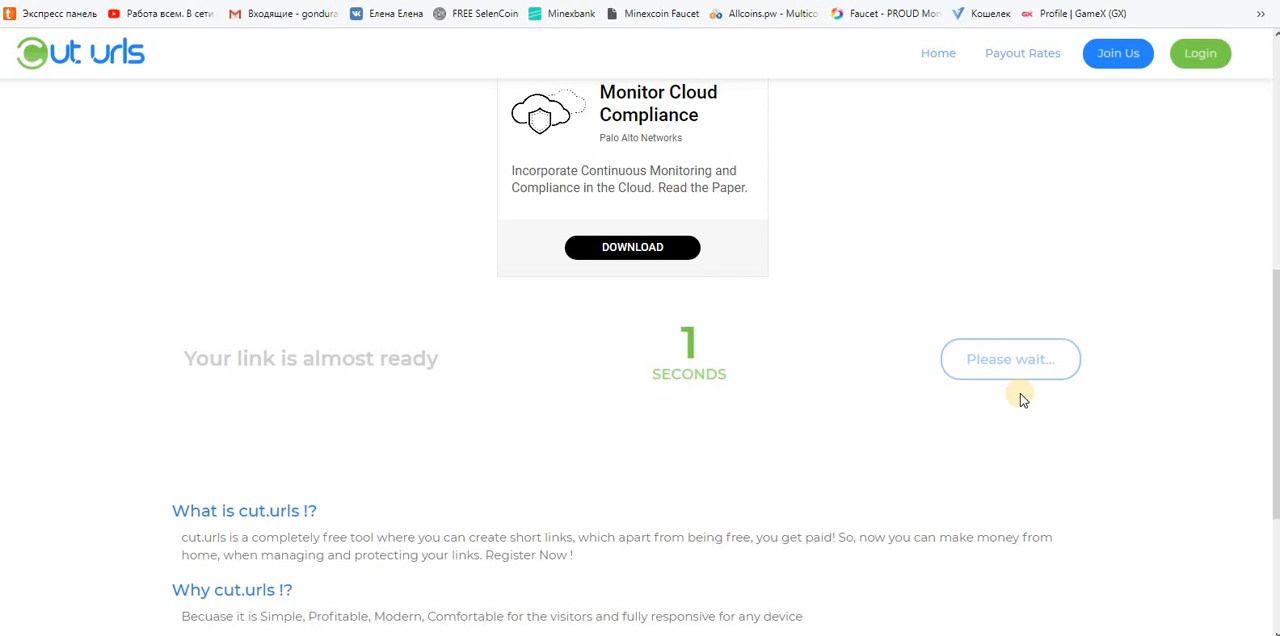 Экспресс панель Работа всем. В сети Входящие - gondura Елена Елена FREE SelenCoin Minexbank Minexcoin Faucet Allcoins.pw - Multico Faucet - PROUD Mon Кошелек Profile | GameX (GX) »
Cut urls Home Payout Rates Join Us Login
Monitor Cloud
Compliance
Palo Alto Networks
Incorporate Continuous Monitoring and
Compliance in the Cloud. Read the Paper.
DOWNLOAD
Your link is almost ready
1
SECONDS
Please wait...
What is cut.urls !?
cut.urls is a completely free tool where you can create short links, which apart from being free, you get paid! So, now you can make money from
home, when managing and protecting your links. Register Now !
Why cut.urls !?
Becuase it is Simple, Profitable, Modern, Comfortable for the visitors and fully responsive for any device